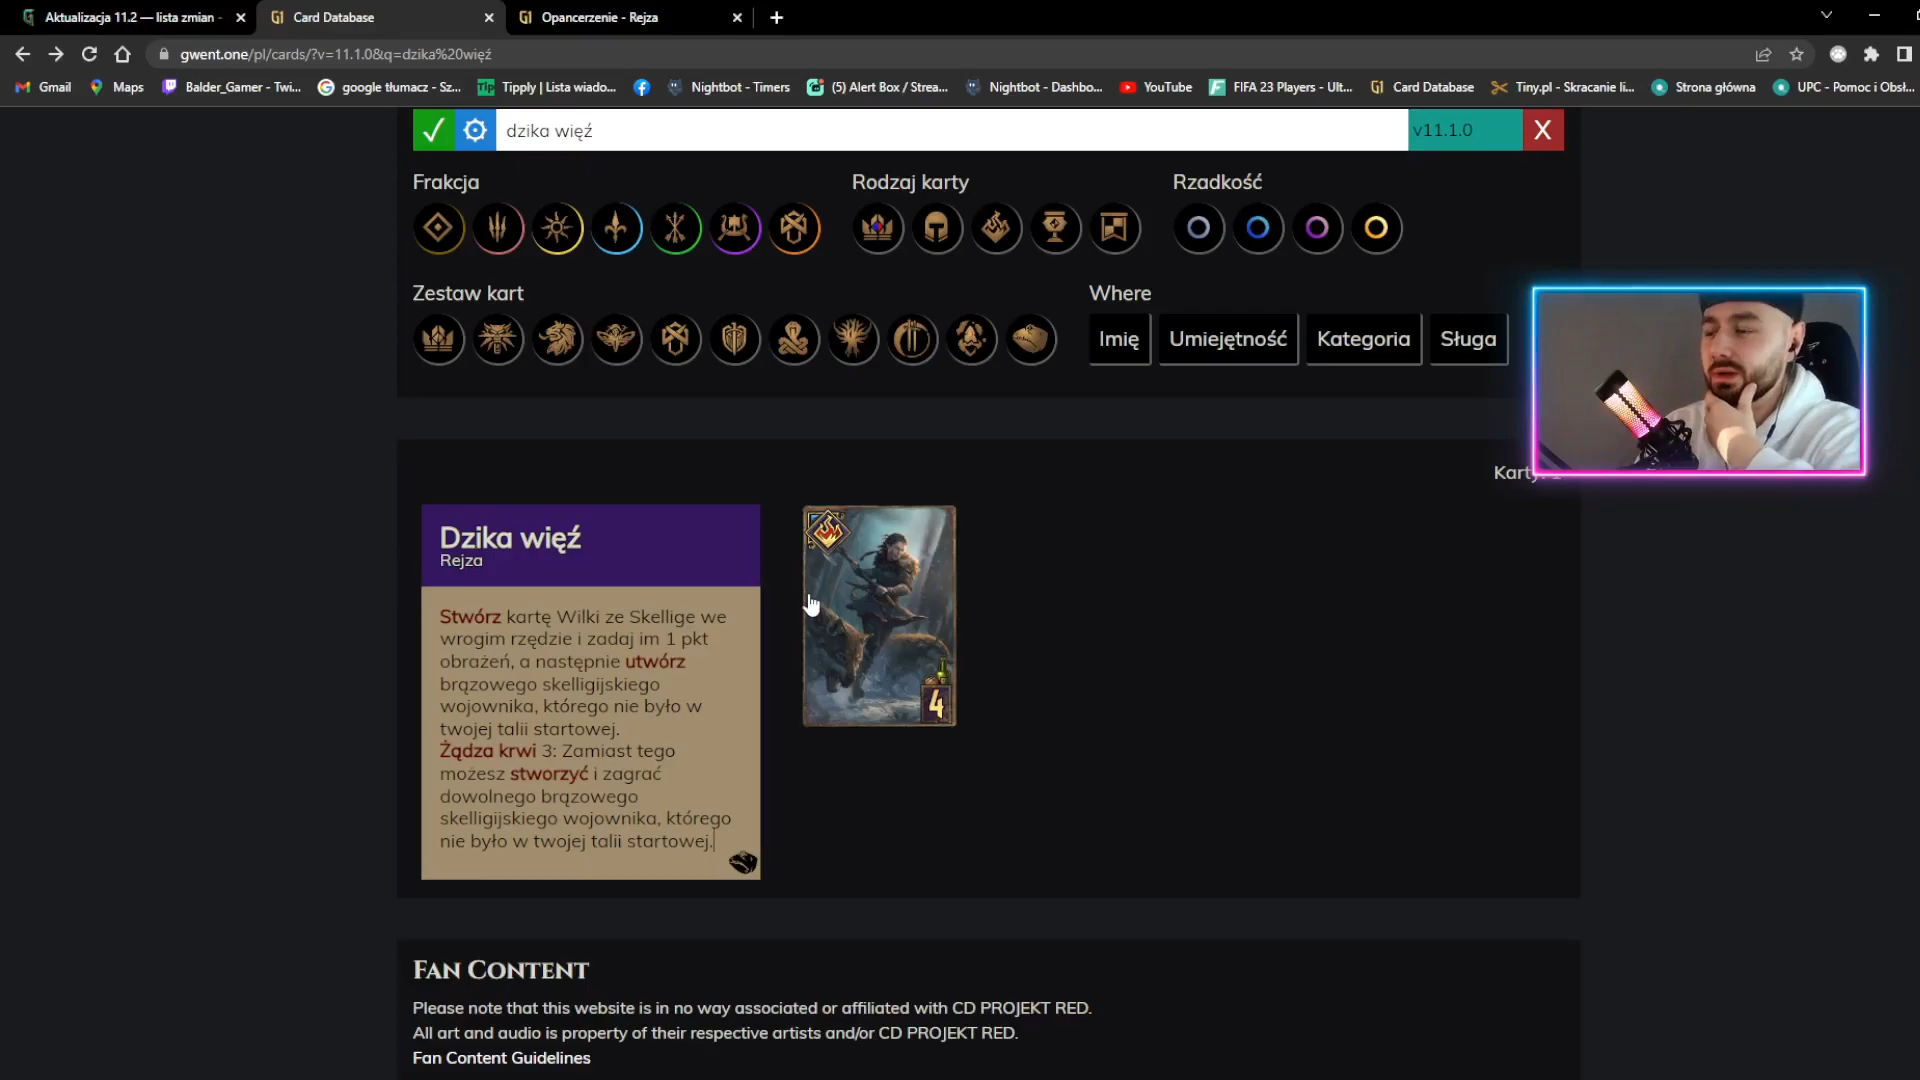 Aktualizacja 11.2 — lista zmian -
Card Database
Opancerzenie - Rejza
gwent.one/pl/cards/?v=11.1.0&q=dzika%20więź
Gmail
Maps
Balder_Gamer - Twi...
google tłumacz - Sz...
Tipply | Lista wiado...
Nightbot - Timers
(5) Alert Box / Strea...
Nightbot - Dashbo...
YouTube
FIFA 23 Players - Ult...
Card Database
Tiny.pl - Skracanie li...
Strona główna
UPC - Pomoc i Obsł...
dzika więź
v11.1.0
X
Frakcja
Rodzaj karty
Rzadkość
Zestaw kart
Where
Imię
Umiejętność
Kategoria
Sługa
Dzika więź
Rejza
Stwórz kartę Wilki ze Skellige we
wrogim rzędzie i zadaj im 1 pkt
obrażeń, a następnie utwórz
brązowego skelligijskiego
wojownika, którego nie było w
twojej talii startowej.
Żądza krwi 3: Zamiast tego
możesz stworzyć i zagrać
dowolnego brązowego
skelligijskiego wojownika, którego
nie było w twojej talii startowej.
4
FAN CONTENT
Please note that this website is in no way associated or affiliated with CD PROJEKT RED.
All art and audio is property of their respective artists and/or CD PROJEKT RED.
Fan Content Guidelines